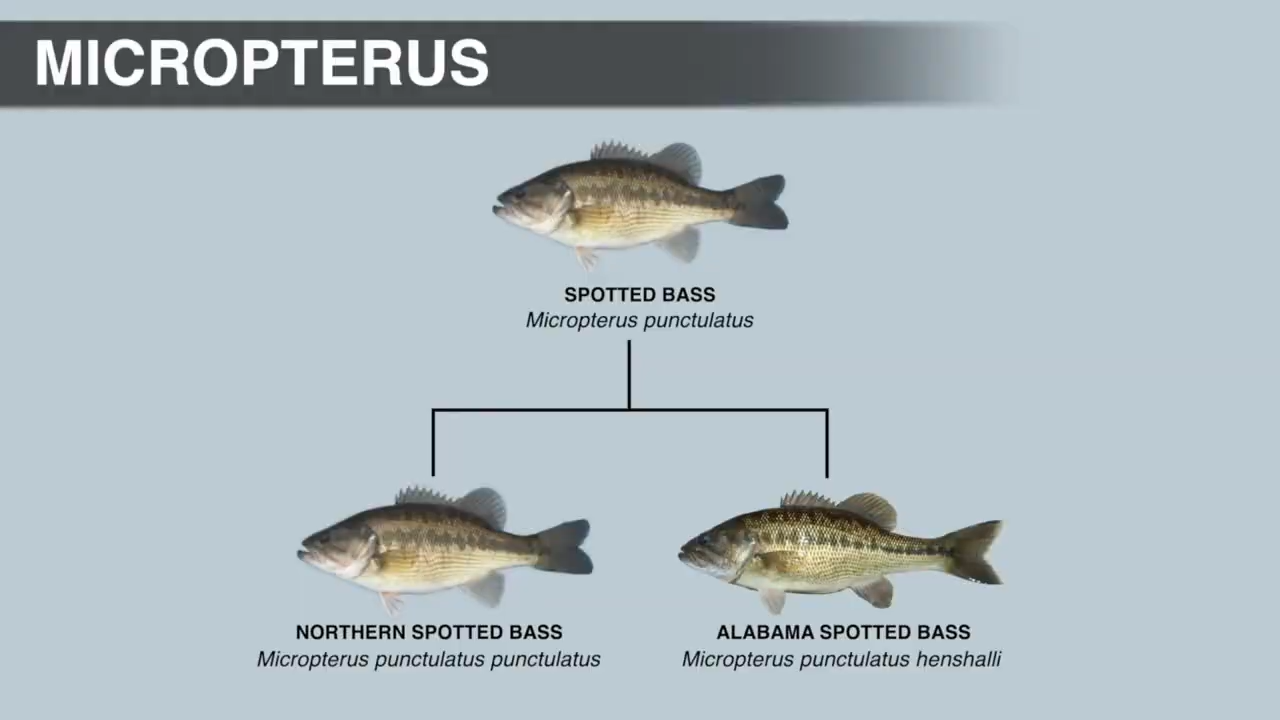 MICROPTERUS
SPOTTED BASS
Micropterus punctulatus
NORTHERN SPOTTED BASS
Micropterus punctulatus punctulatus
ALABAMA SPOTTED BASS
Micropterus punctulatus henshalli